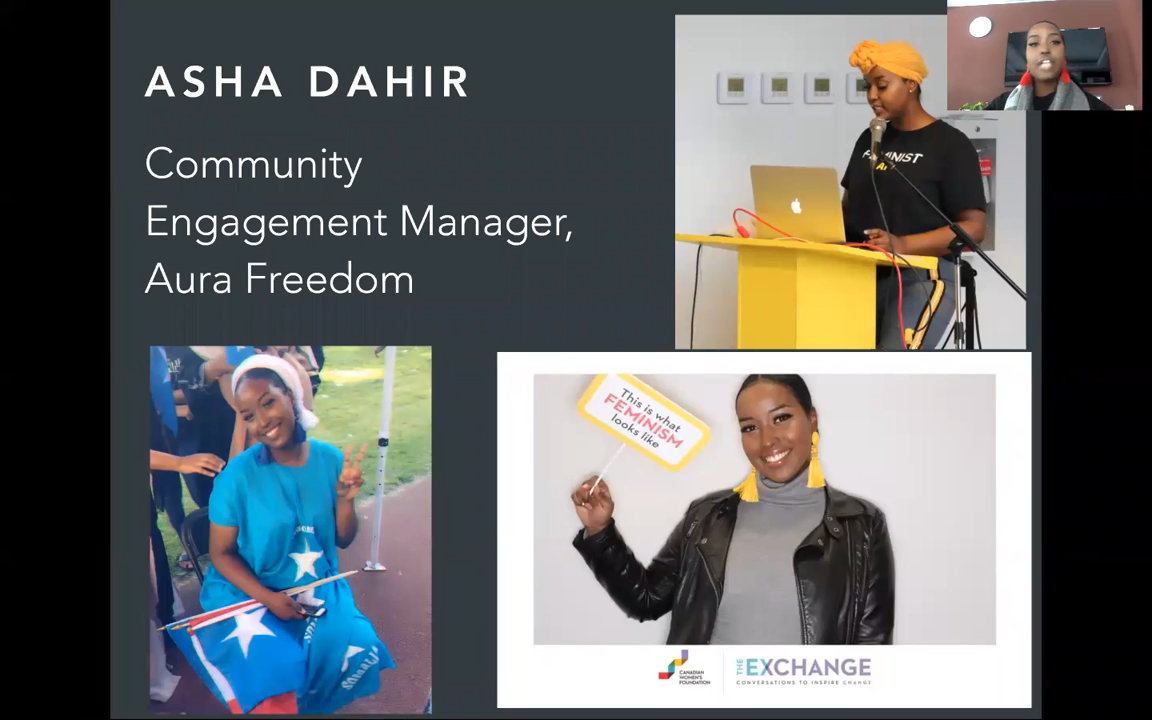 ASHA DAHIR
Community
Engagement Manager,
Aura Freedom
This is what
FEMINISM
looks like
CANADIAN
WOMEN'S
FOUNDATION
THE EXCHANGE
CONVERSATIONS TO INSPIRE CHANGE